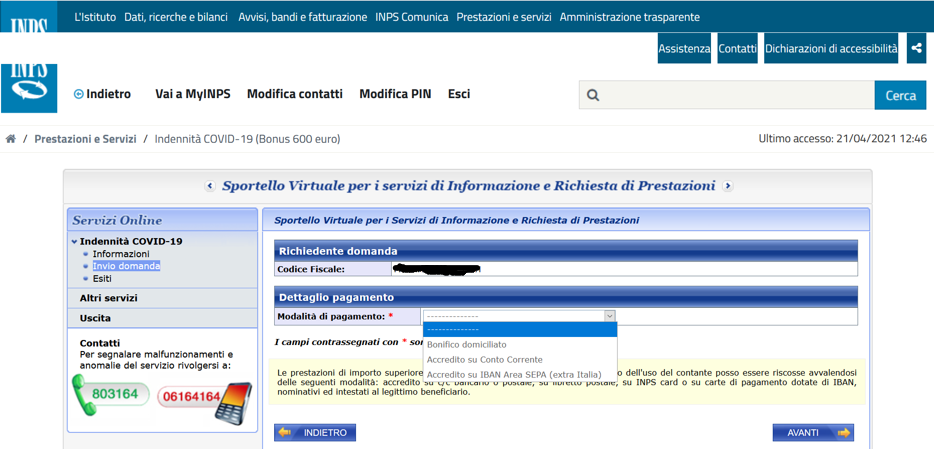 L'Istituto Dati, ricerche e bilanci Avvisi, bandi e fatturazione INPS Comunica Prestazioni e servizi Amministrazione trasparente
INPS
Assistenza Contatti Dichiarazioni di accessibilità
INPS
Indietro Vai a MyINPS Modifica contatti Modifica PIN Esci
Cerca
/ Prestazioni e Servizi / Indennità COVID-19 (Bonus 600 euro)
Ultimo accesso: 21/04/2021 12:46
Sportello Virtuale per i servizi di Informazione e Richiesta di Prestazioni
Servizi Online
Indennità COVID-19
Informazioni
Invio domanda
Esiti
Altri servizi
Uscita
Contatti
Per segnalare malfunzionamenti e
anomalie del servizio rivolgersi a:
803164 06164164
Sportello Virtuale per i Servizi di Informazione e Richiesta di Prestazioni
Richiedente domanda
Codice Fiscale:
Dettaglio pagamento
Modalità di pagamento: * --------------
--------------
Bonifico domiciliato
Accredito su Conto Corrente
Accredito su IBAN Area SEPA (extra Italia)
I campi contrassegnati con *
Le prestazioni di importo superiore dell'uso del contante posso essere riscosse avvalendosi
delle seguenti modalità: accredito su c/c bancario o postale, su libretto postale, su INPS card o su carte di pagamento dotate di IBAN,
nominativi ed intestati al legittimo beneficiario.
INDIETRO AVANTI